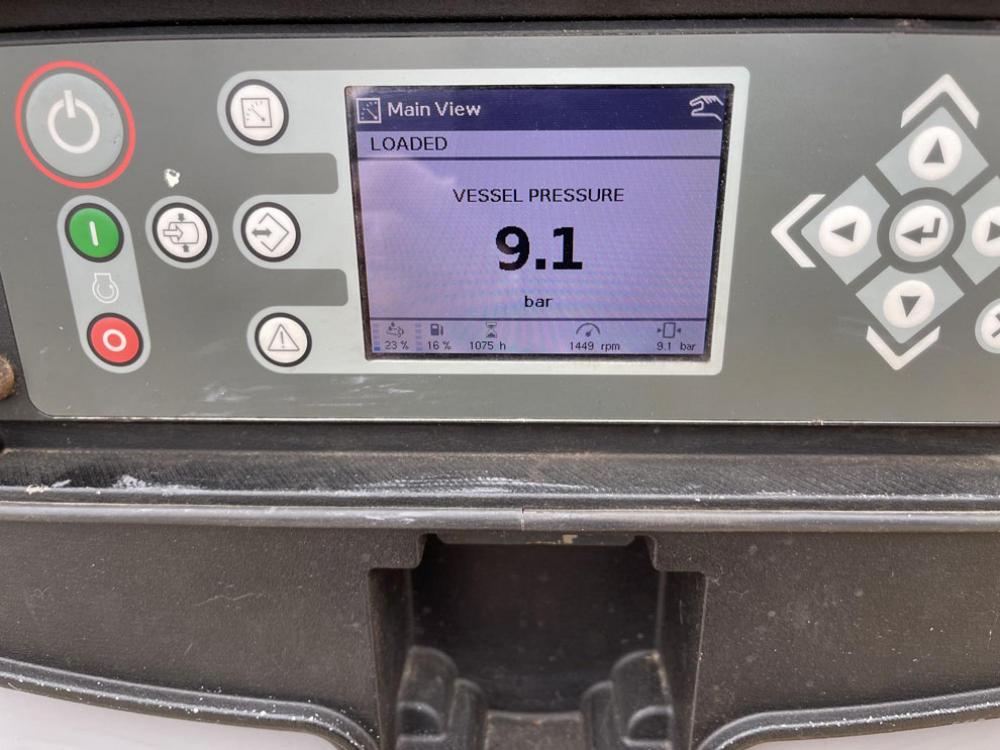 Main View
LOADED
VESSEL PRESSURE
9.1
bar
23 % 16 % 1075 h 1449 rpm 9.1 bar